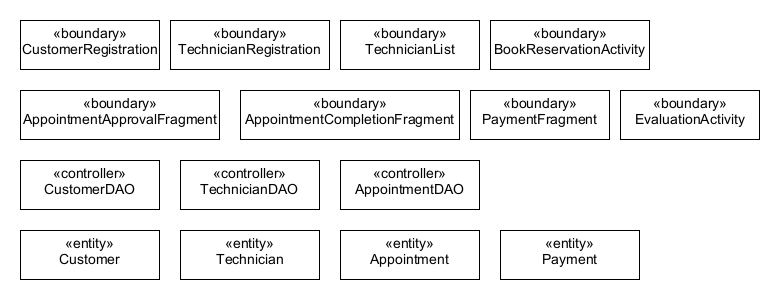 «boundary» «boundary» «boundary» «boundary»
CustomerRegistration TechnicianRegistration TechnicianList BookReservationActivity
«boundary» «boundary» «boundary» «boundary»
AppointmentApprovalFragment AppointmentCompletionFragment PaymentFragment EvaluationActivity
«controller» «controller» «controller»
CustomerDAO TechnicianDAO AppointmentDAO
«entity» «entity» «entity» «entity»
Customer Technician Appointment Payment